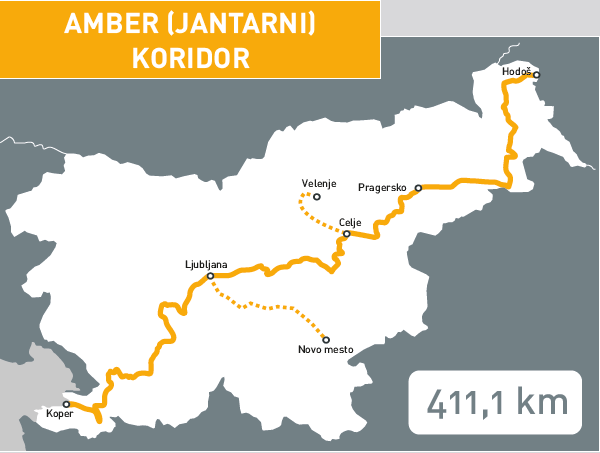 AMBER (JANTARNI)
KORIDOR
Hodoš
Velenje
Pragersko
Celje
Ljubljana
Novo mesto
Koper
411,1 km